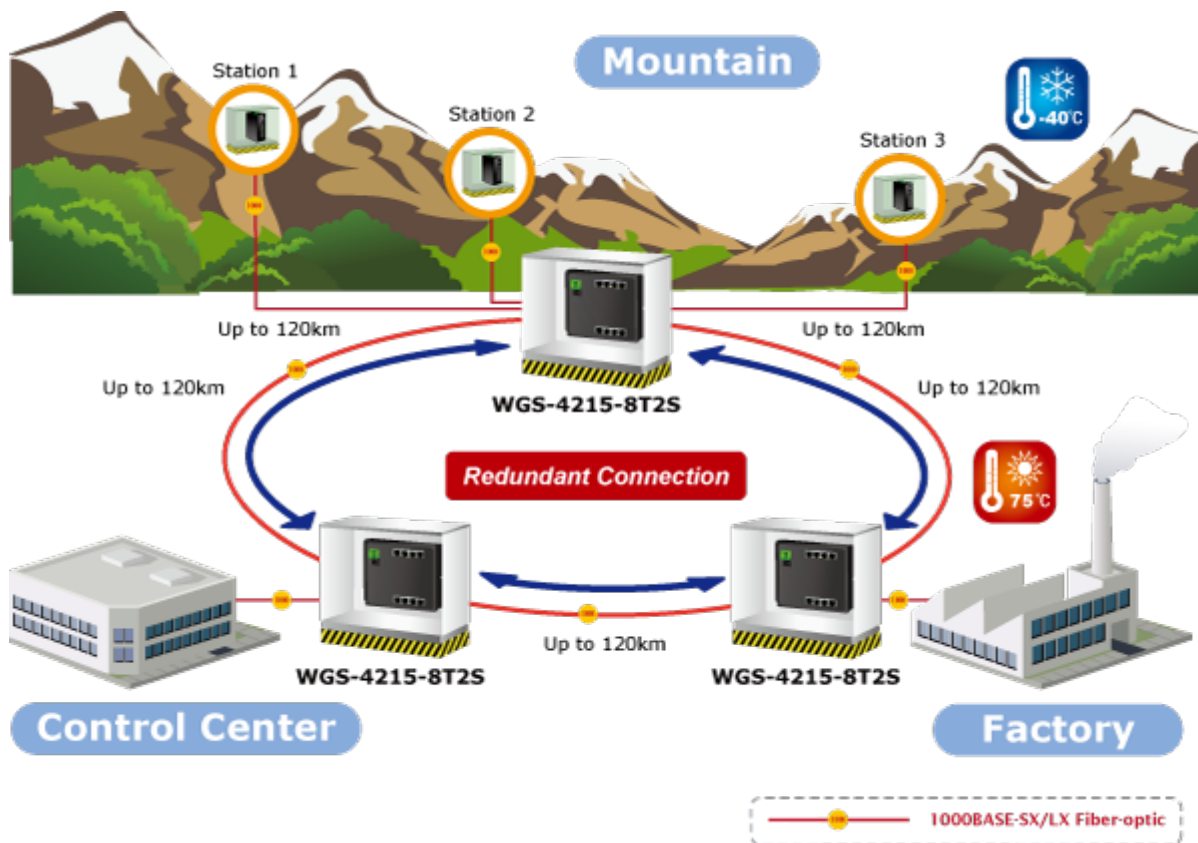 Mountain
Station 1
Station 2
Station 3
-40℃
Up to 120km
Up to 120km
Up to 120km
Up to 120km
WGS-4215-8T2S
Redundant Connection
75℃
Up to 120km
WGS-4215-8T2S
WGS-4215-8T2S
Control Center
Factory
1000BASE-SX/LX Fiber-optic